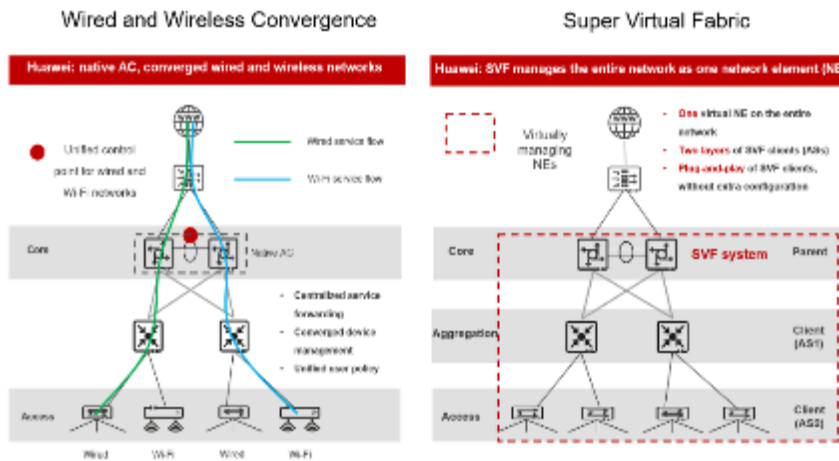 Wired and Wireless Convergence
Huawei: native AC, converged wired and wireless networks
WWW
Unified control
point for wired and
Wi-Fi networks
Wired service flow
Wi-Fi service flow
Core
Native AC
- Centralized service
forwarding
- Converged device
management
- Unified user policy
Access
Wired
Wi-Fi
Wired
Wi-Fi
Super Virtual Fabric
Huawei: SVF manages the entire network as one network element (NE
Virtually
managing
NEs
WWW
- One virtual NE on the entire
network
- Two layers of SVF clients (ASs)
- Plug-and-play of SVF clients,
without extra configuration
Core
SVF system
Parent
Aggregation
Client
(AS1)
Access
Client
(AS2)